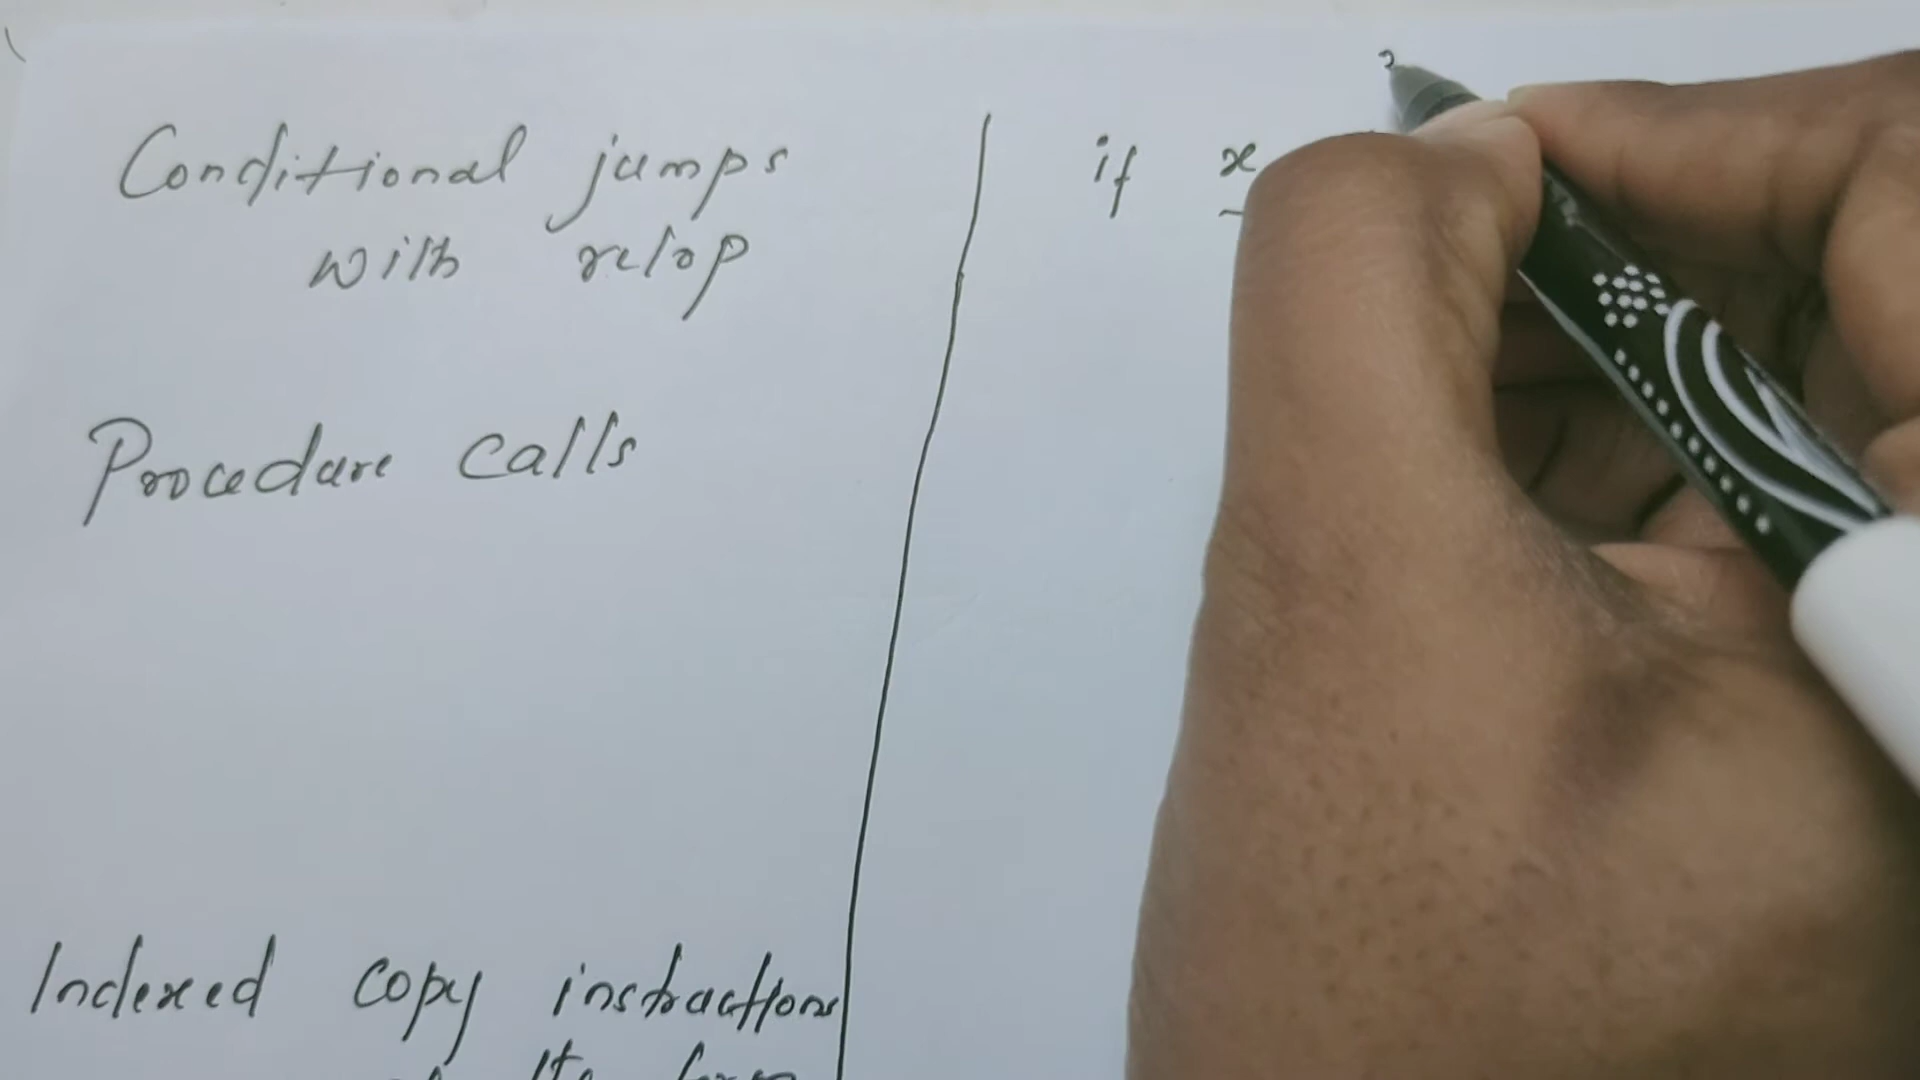 Conditional jumps
with relop
if x
Procedure calls
Indexed copy instructions